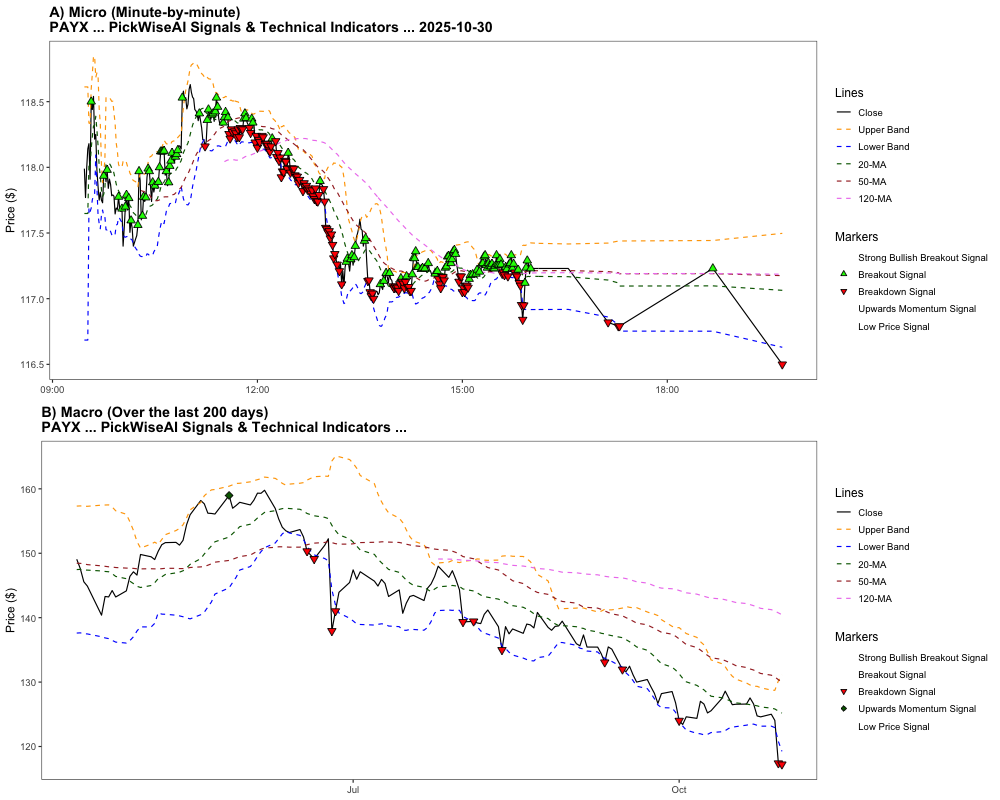 A) Micro (Minute-by-minute)
PAYX ... PickWiseAI Signals & Technical Indicators ... 2025-10-30
Price ($)
118.5
118.0
117.5
117.0
116.5
09:00
12:00
15:00
18:00
Lines
Close
Upper Band
Lower Band
20-MA
50-MA
120-MA
Markers
Strong Bullish Breakout Signal
Breakout Signal
Breakdown Signal
Upwards Momentum Signal
Low Price Signal
B) Macro (Over the last 200 days)
PAYX ... PickWiseAI Signals & Technical Indicators ...
Price ($)
160
150
140
130
120
Jul
Oct
Lines
Close
Upper Band
Lower Band
20-MA
50-MA
120-MA
Markers
Strong Bullish Breakout Signal
Breakout Signal
Breakdown Signal
Upwards Momentum Signal
Low Price Signal